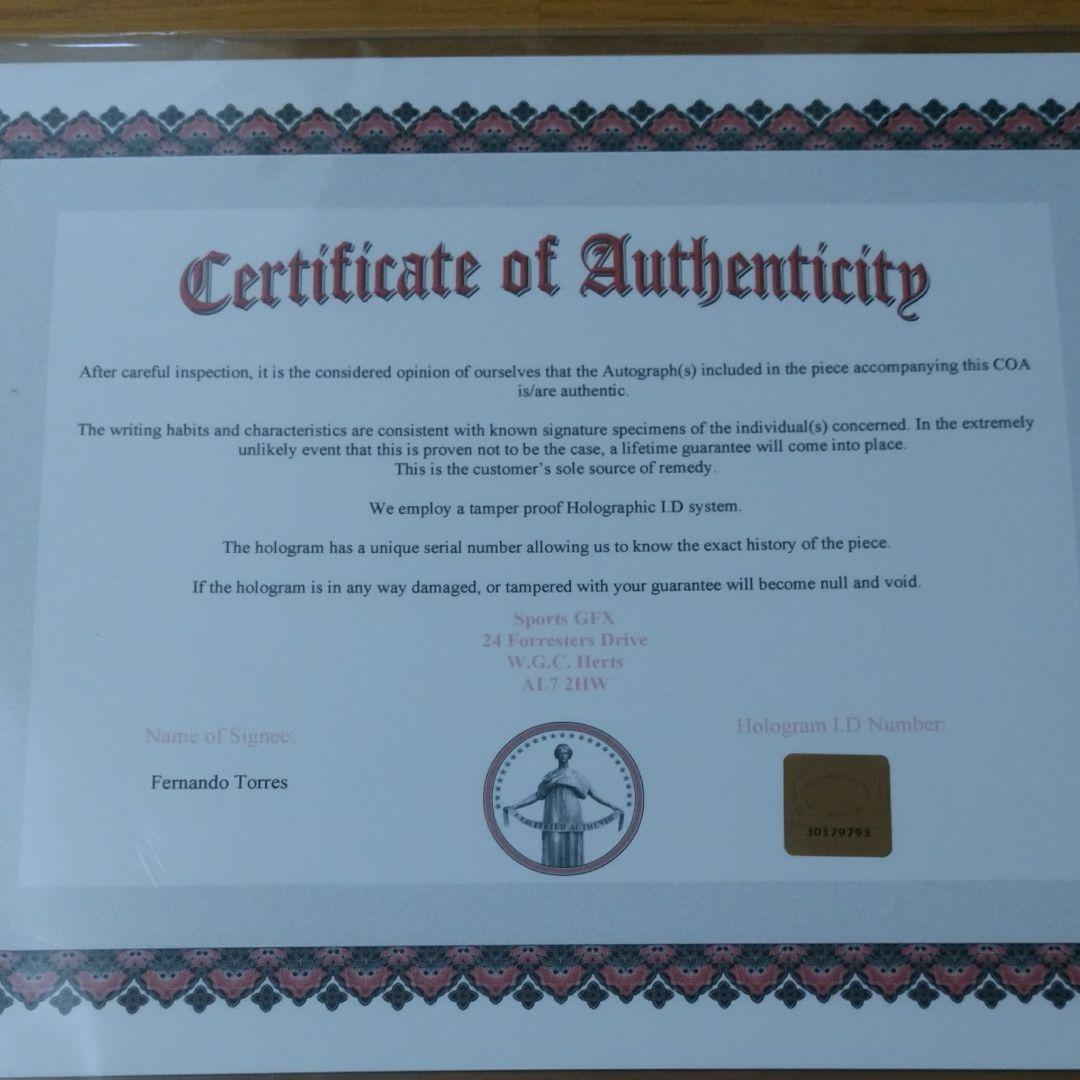 Certificate of Authenticity
After careful inspection, it is the considered opinion of ourselves that the Autograph(s) included in the piece accompanying this COA
is/are authentic.
The writing habits and characteristics are consistent with known signature specimens of the individual(s) concerned. In the extremely
unlikely event that this is proven not to be the case, a lifetime guarantee will come into place.
This is the customer's sole source of remedy.
We employ a tamper proof Holographic I.D system.
The hologram has a unique serial number allowing us to know the exact history of the piece.
If the hologram is in any way damaged, or tampered with your guarantee will become null and void.
Sports GFX
24 Forresters Drive
W.G.C. Herts
AL7 2HW
Name of Signee:
Fernando Torres
CERTIFIED AUTHENTIC
Hologram I.D Number:
30179793